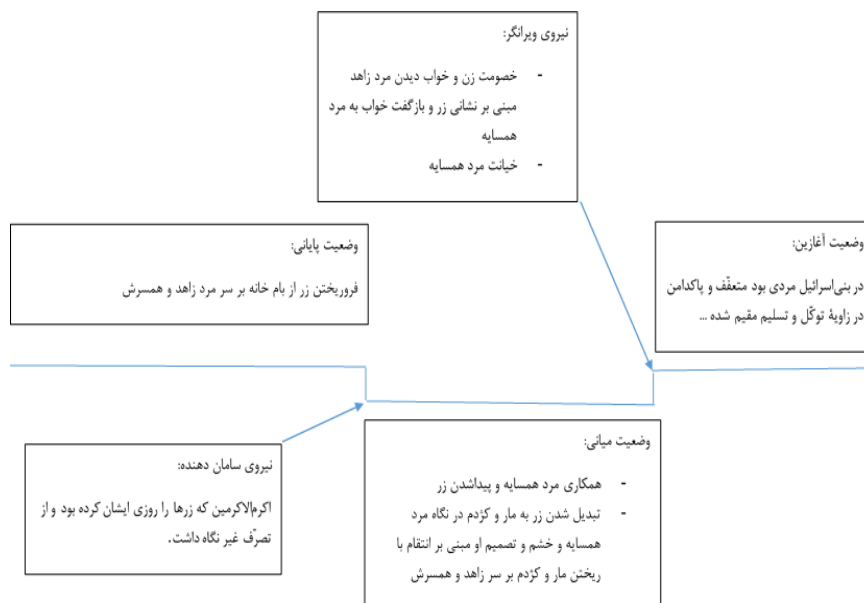 نیروی ویرانگر:
- خصومت زن و خواب دیدن مرد زاهد
مبنی بر نشانی زر و بازگفت خواب به مرد
همسایه
- خیانت مرد همسایه
وضعیت آغازین:
در بنی‌اسرائیل مردی بود متعفّف و پاکدامن
در زاویۀ توکّل و تسلیم مقیم شده ...
وضعیت پایانی:
فروریختن زر از بام خانه بر سر مرد زاهد و همسرش
وضعیت میانی:
- همکاری مرد همسایه و پیداشدن زر
- تبدیل شدن زر به مار و کژدم در نگاه مرد
همسایه و خشم و تصمیم او مبنی بر انتقام با
ریختن مار و کژدم بر سر زاهد و همسرش
نیروی سامان دهنده:
اکرم‌الاکرمین که زرها را روزی ایشان کرده بود و از
تصرّف غیر نگاه داشت.